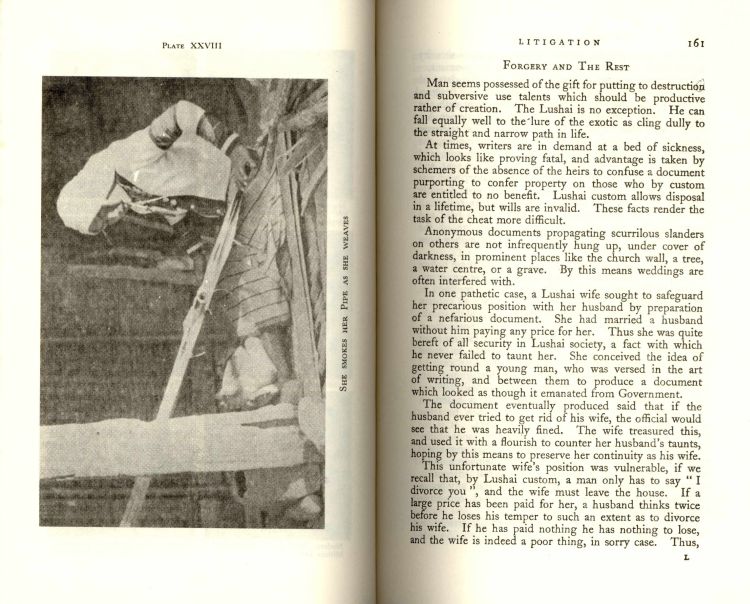 PLATE XXVIII
SHE SMOKES HER PIPE AS SHE WEAVES
LITIGATION 161
FORGERY AND THE REST
Man seems possessed of the gift for putting to destruction
and subversive use talents which should be productive
rather of creation. The Lushai is no exception. He can
fall equally well to the lure of the exotic as cling dully to
the straight and narrow path in life.
At times, writers are in demand at a bed of sickness,
which looks like proving fatal, and advantage is taken by
schemers of the absence of the heirs to confuse a document
purporting to confer property on those who by custom
are entitled to no benefit. Lushai custom allows disposal
in a lifetime, but wills are invalid. These facts render the
task of the cheat more difficult.
Anonymous documents propagating scurrilous slanders
on others are not infrequently hung up, under cover of
darkness, in prominent places like the church wall, a tree,
a water centre, or a grave. By this means weddings are
often interfered with.
In one pathetic case, a Lushai wife sought to safeguard
her precarious position with her husband by preparation
of a nefarious document. She had married a husband
without him paying any price for her. Thus she was quite
bereft of all security in Lushai society, a fact with which
he never failed to taunt her. She conceived the idea of
getting round a young man, who was versed in the art
of writing, and between them to produce a document
which looked as though it emanated from Government.
The document eventually produced said that if the
husband ever tried to get rid of his wife, the official would
see that he was heavily fined. The wife treasured this,
and used it with a flourish to counter her husband's taunts,
hoping by this means to preserve her continuity as his wife.
This unfortunate wife's position was vulnerable, if we
recall that, by Lushai custom, a man only has to say " I
divorce you ", and the wife must leave the house. If a
large price has been paid for her, a husband thinks twice
before he loses his temper to such an extent as to divorce
his wife. If he has paid nothing he has nothing to lose,
and the wife is indeed a poor thing, in sorry case. Thus,
L